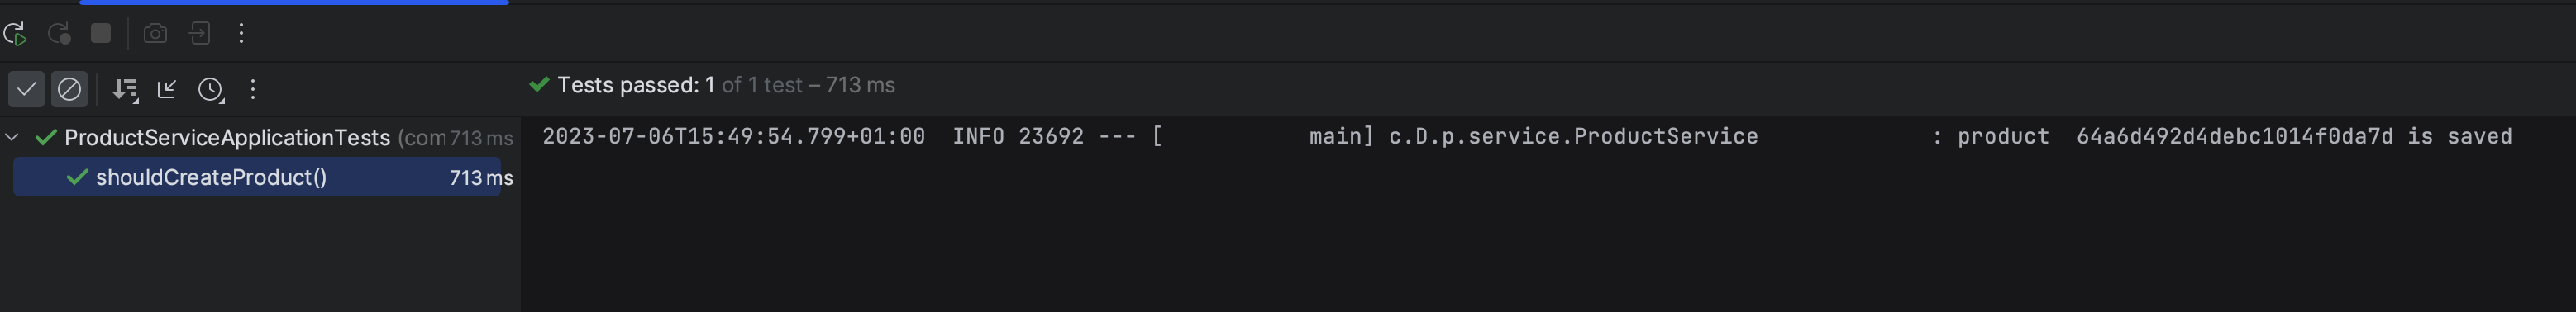 Tests passed: 1 of 1 test – 713 ms
ProductServiceApplicationTests (com 713 ms
shouldCreateProduct() 713 ms
2023-07-06T15:49:54.799+01:00  INFO 23692 --- [           main] c.D.p.service.ProductService             : product  64a6d492d4debc1014f0da7d is saved